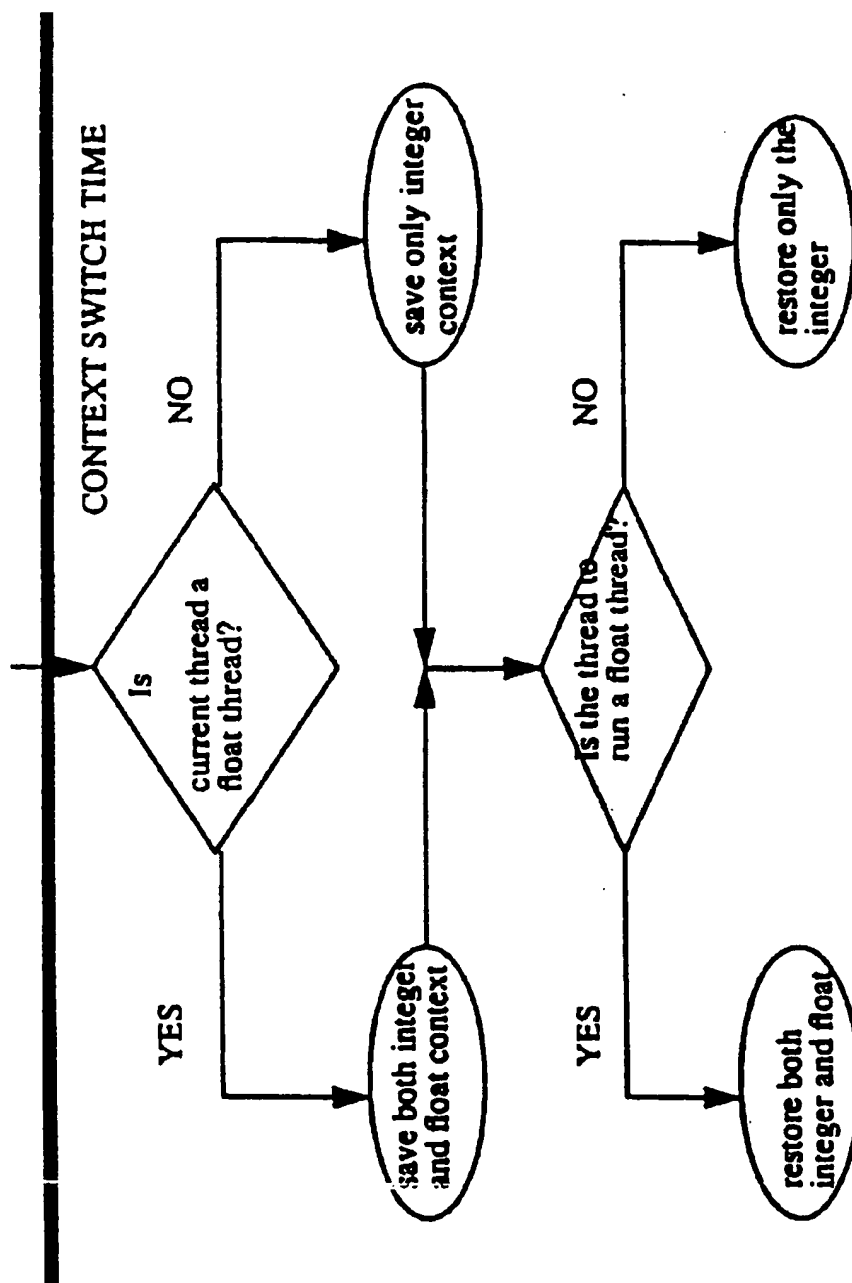 CONTEXT SWITCH TIME
Is
current thread a
float thread?
YES
NO
save both integer
and float context
save only integer
context
Is the thread to
run a float thread?
YES
NO
restore both
integer and float
restore only the
integer